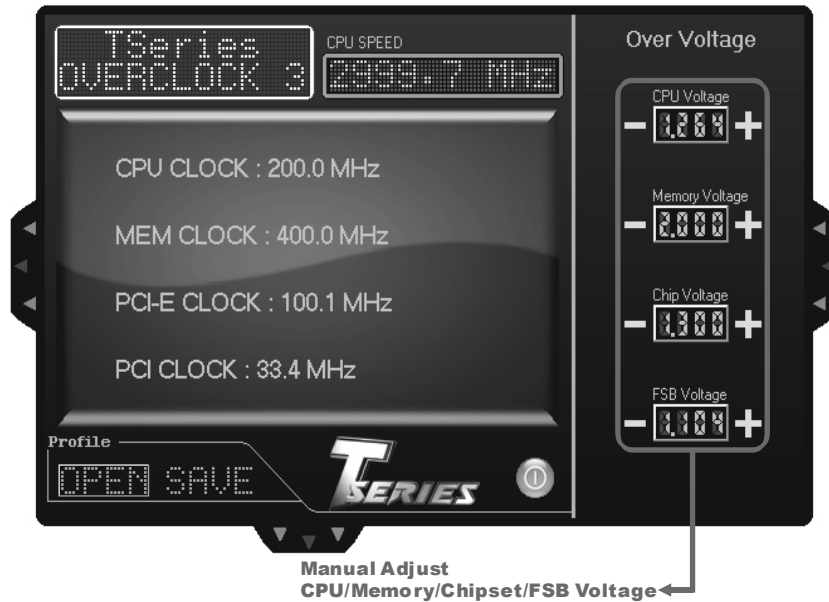 TSeries
OVERCLOCK 3
CPU SPEED
2999.7 MHz
CPU CLOCK : 200.0 MHz
MEM CLOCK : 400.0 MHz
PCI-E CLOCK : 100.1 MHz
PCI CLOCK : 33.4 MHz
Profile
OPEN SAVE
T SERIES
Over Voltage
CPU Voltage
- +
Memory Voltage
- 2.000 +
Chip Voltage
- 1.300 +
FSB Voltage
- +
Manual Adjust
CPU/Memory/Chipset/FSB Voltage